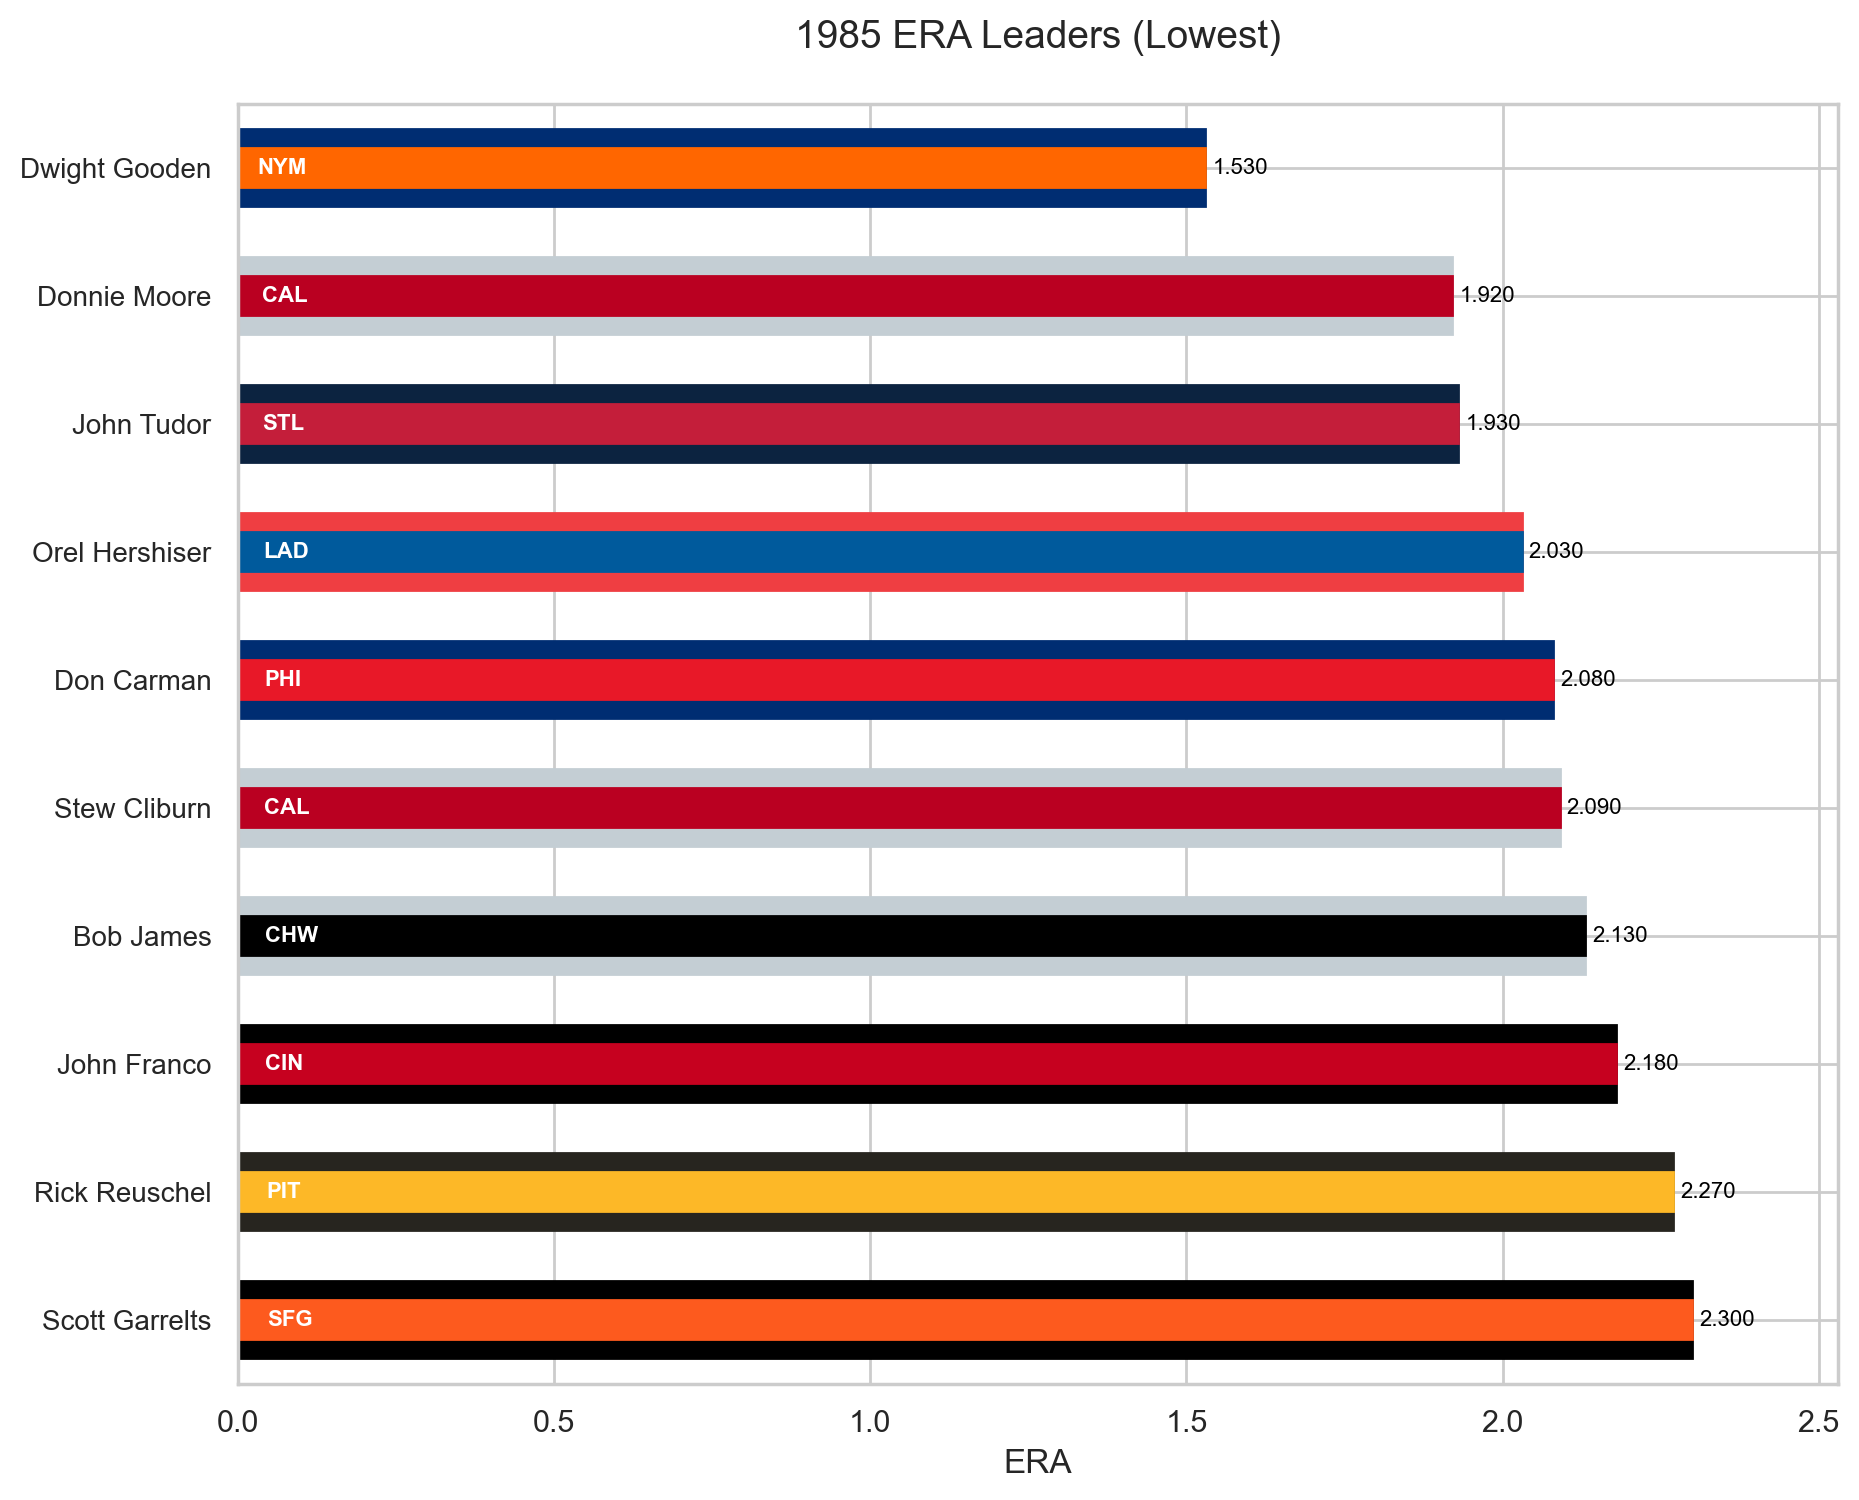 1985 ERA Leaders (Lowest)
Dwight Gooden NYM 1.530
Donnie Moore CAL 1.920
John Tudor STL 1.930
Orel Hershiser LAD 2.030
Don Carman PHI 2.080
Stew Cliburn CAL 2.090
Bob James CHW 2.130
John Franco CIN 2.180
Rick Reuschel PIT 2.270
Scott Garrelts SFG 2.300
0.0 0.5 1.0 1.5 2.0 2.5
ERA